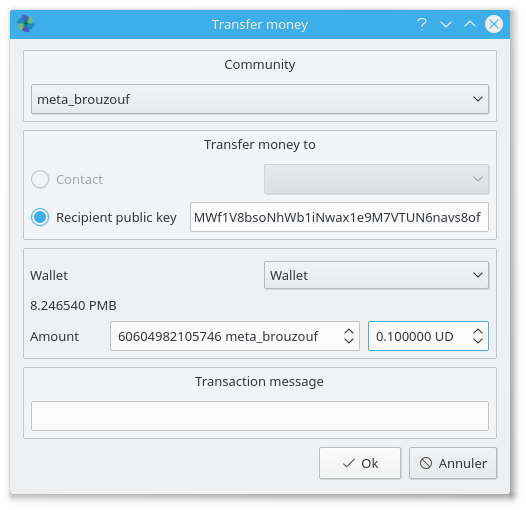 Transfer money
Community
meta_brouzouf
Transfer money to
Contact
Recipient public key MWf1V8bsoNhWb1iNwax1e9M7VTUN6navs8of
Wallet Wallet
8.246540 PMB
Amount 60604982105746 meta_brouzouf 0.100000 UD
Transaction message
Ok Annuler